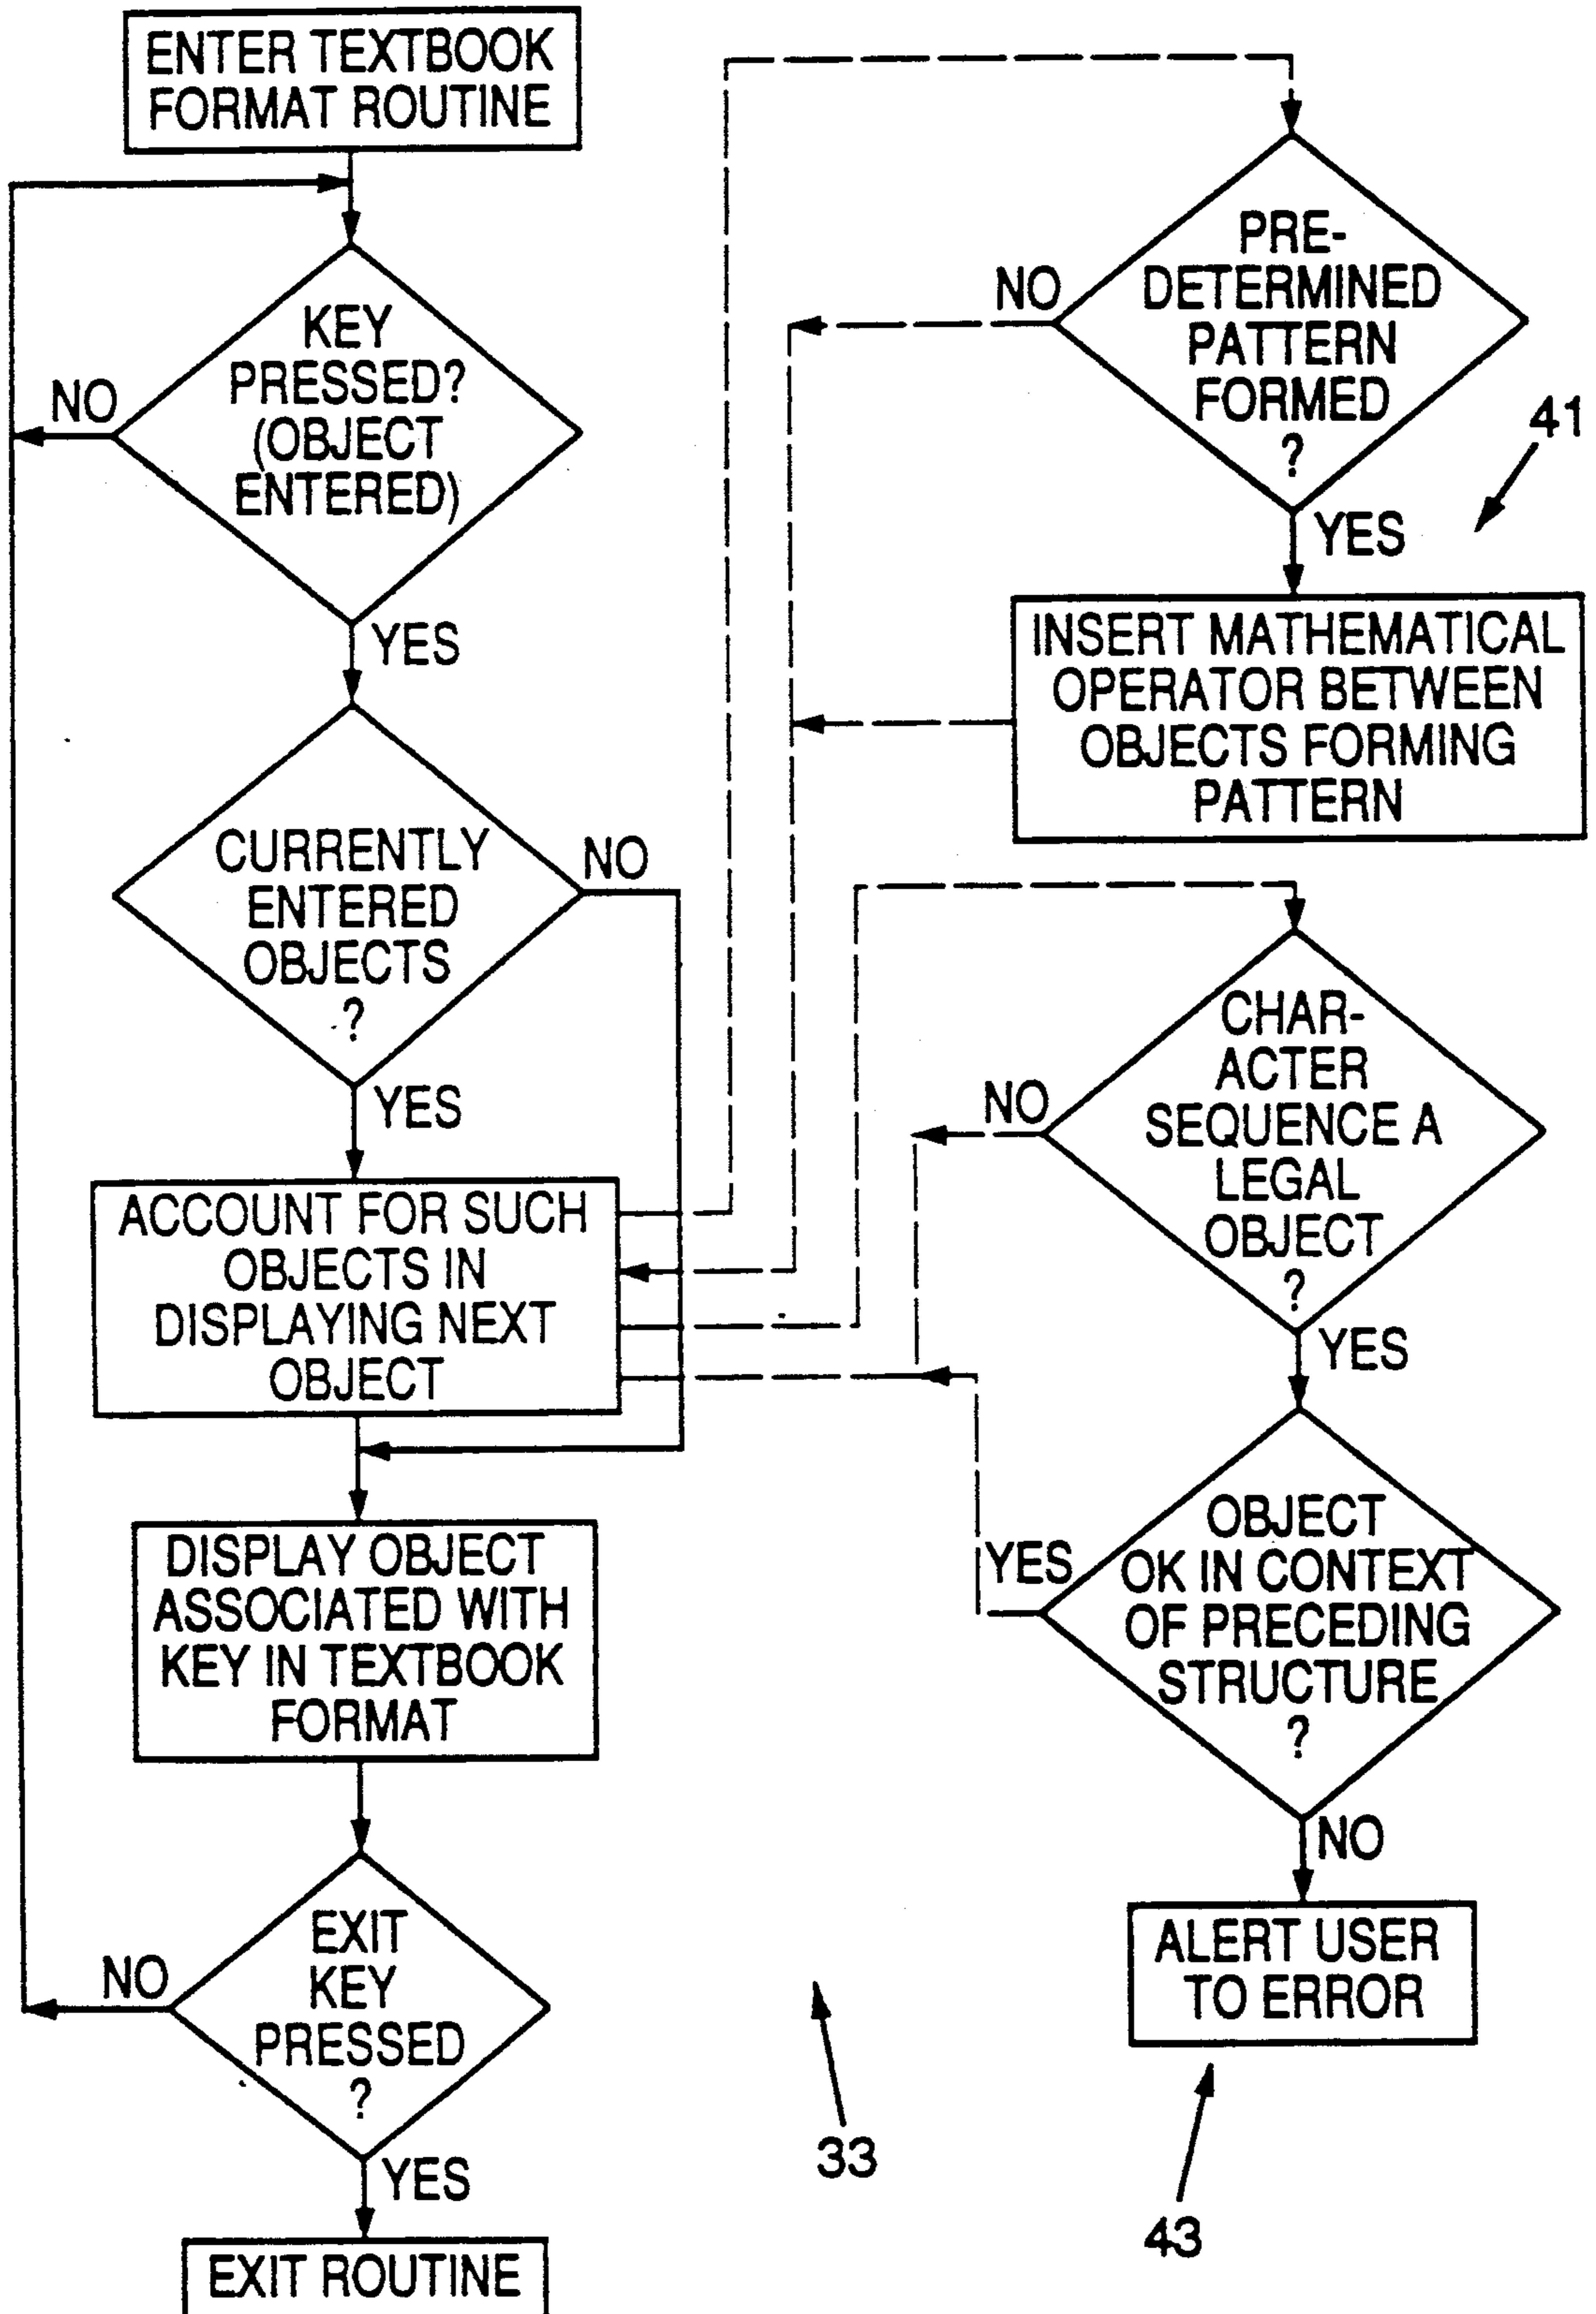 ENTER TEXTBOOK
FORMAT ROUTINE
KEY
PRESSED?
(OBJECT
ENTERED)
NO
YES
CURRENTLY
ENTERED
OBJECTS
?
NO
YES
ACCOUNT FOR SUCH
OBJECTS IN
DISPLAYING NEXT
OBJECT
DISPLAY OBJECT
ASSOCIATED WITH
KEY IN TEXTBOOK
FORMAT
EXIT
KEY
PRESSED
?
NO
YES
EXIT ROUTINE
PRE-
DETERMINED
PATTERN
FORMED
?
NO
YES
41
INSERT MATHEMATICAL
OPERATOR BETWEEN
OBJECTS FORMING
PATTERN
CHAR-
ACTER
SEQUENCE A
LEGAL
OBJECT
?
NO
YES
OBJECT
OK IN CONTEXT
OF PRECEDING
STRUCTURE
?
YES
NO
ALERT USER
TO ERROR
33
43